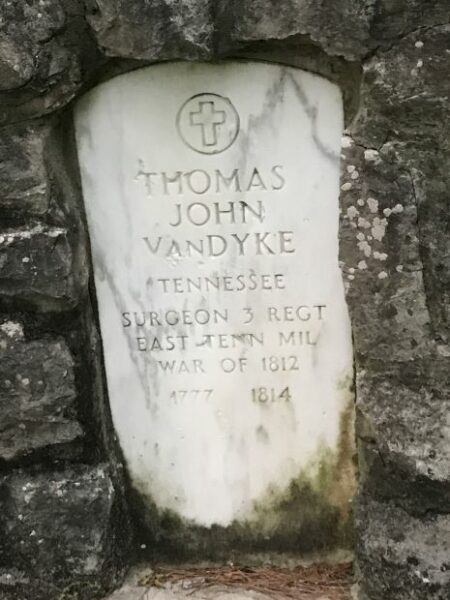 THOMAS
JOHN
VANDYKE
TENNESSEE
SURGEON 3 REGT
EAST TENN MIL
WAR OF 1812
1777 1814